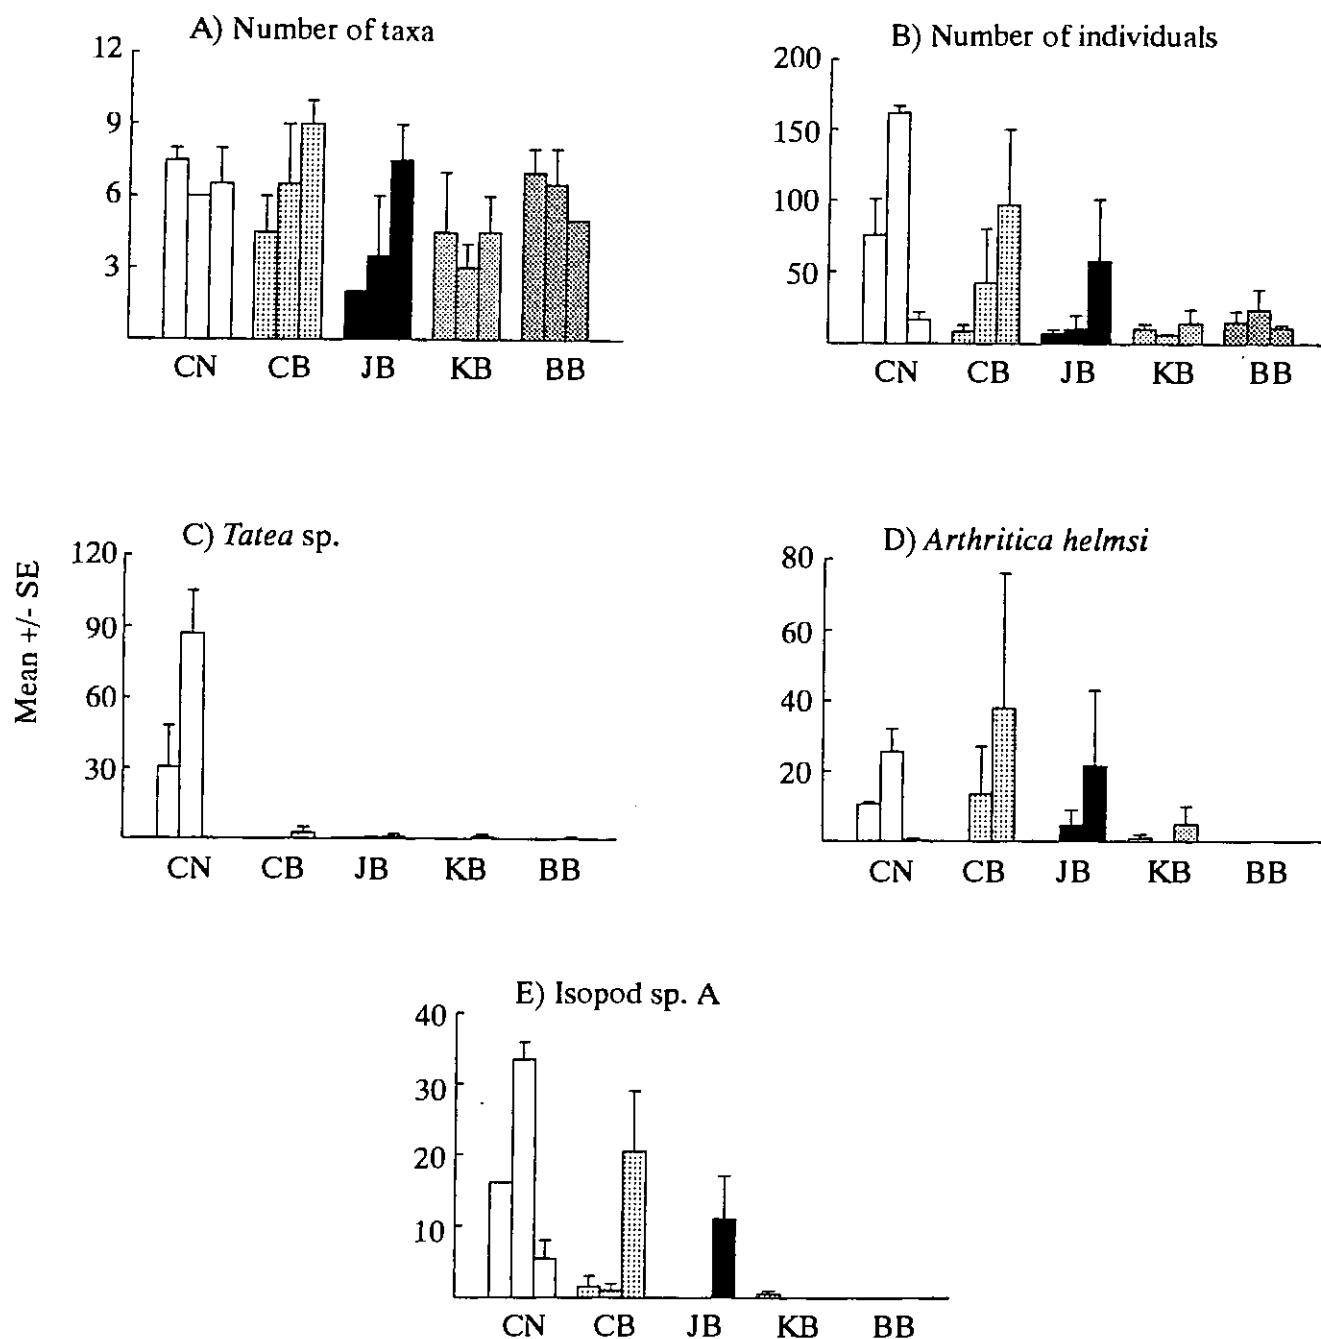 A) Number of taxa
12
9
6
3
CN CB JB KB BB
B) Number of individuals
200
150
100
50
CN CB JB KB BB
Mean +/- SE
C) Tatea sp.
120
90
60
30
CN CB JB KB BB
D) Arthritica helmsi
80
60
40
20
CN CB JB KB BB
E) Isopod sp. A
40
30
20
10
CN CB JB KB BB